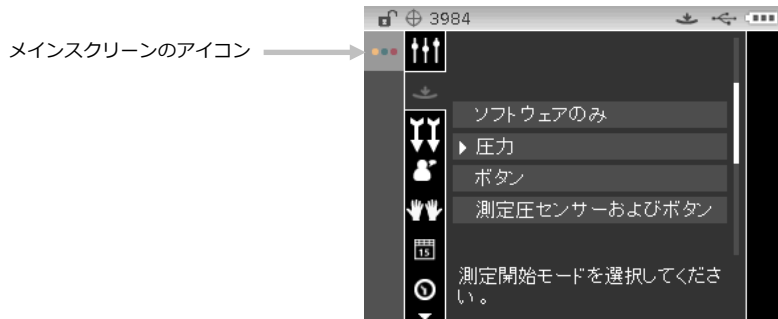 3984
メインスクリーンのアイコン
ソフトウェアのみ
圧力
ボタン
測定圧センサーおよびボタン
15
測定開始モードを選択してくださ
い。